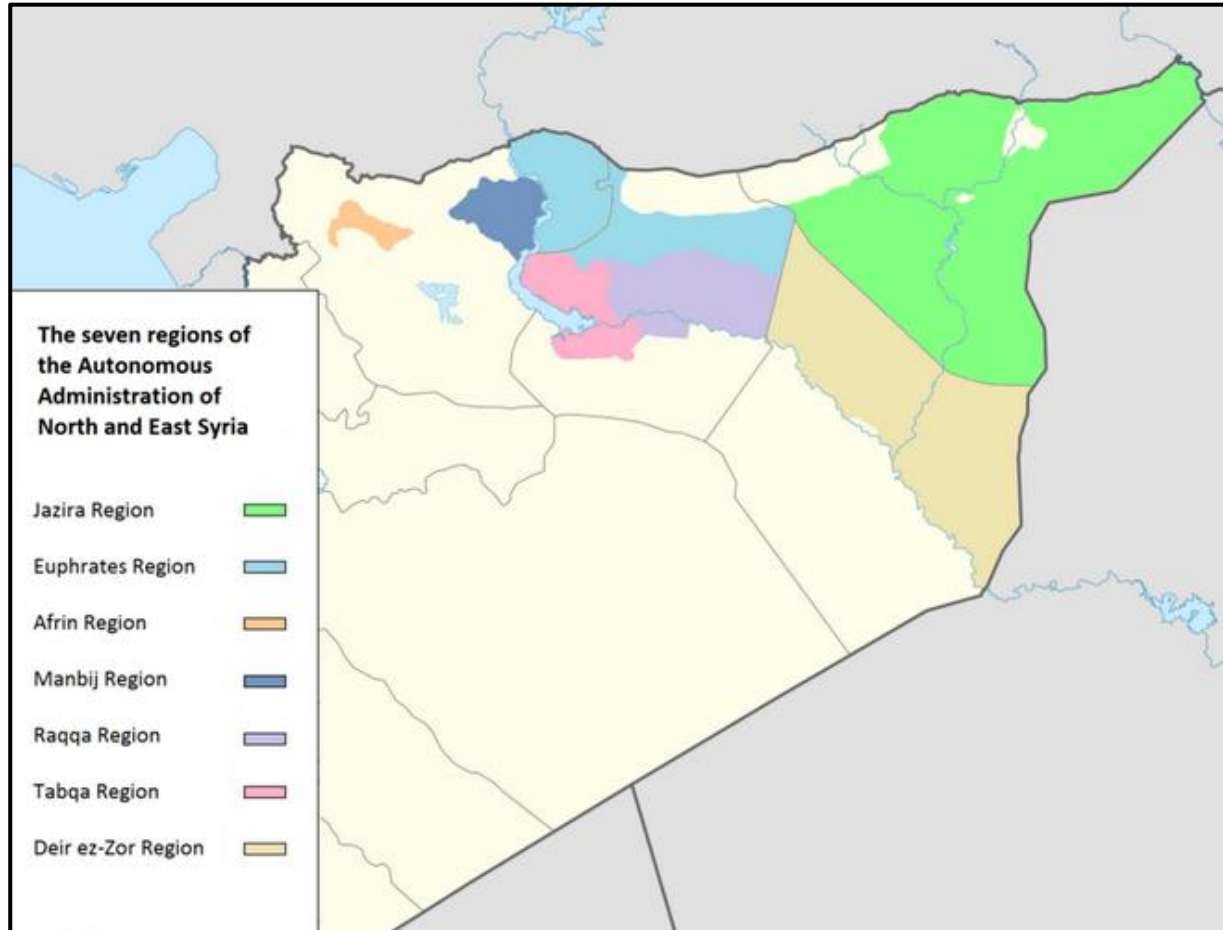 The seven regions of
the Autonomous
Administration of
North and East Syria
Jazira Region
Euphrates Region
Afrin Region
Manbij Region
Raqqa Region
Tabqa Region
Deir ez-Zor Region